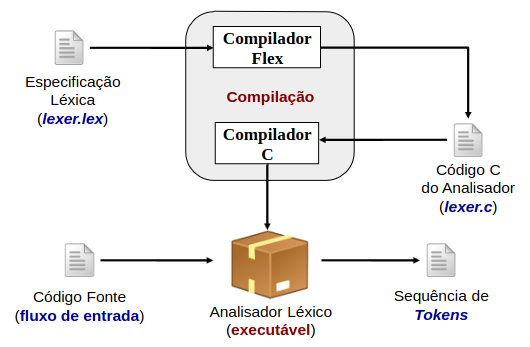 Compilador
Flex
Especificação
Léxica
(lexer.lex)
Compilação
Compilador
C
Código C
do Analisador
(lexer.c)
Código Fonte
(fluxo de entrada)
Analisador Léxico
(executável)
Sequência de
Tokens